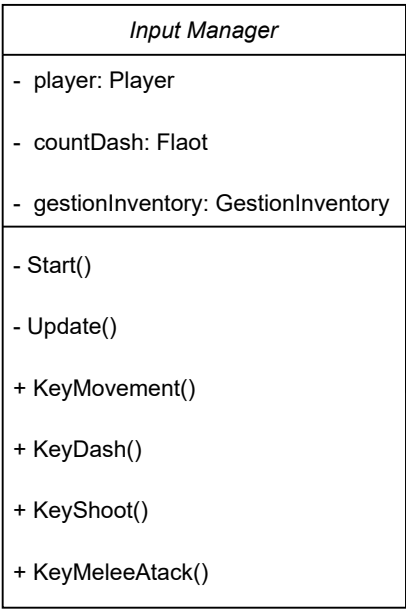 Input Manager
- player: Player
- countDash: Flaot
- gestionInventory: GestionInventory
- Start()
- Update()
+ KeyMovement()
+ KeyDash()
+ KeyShoot()
+ KeyMeleeAtack()